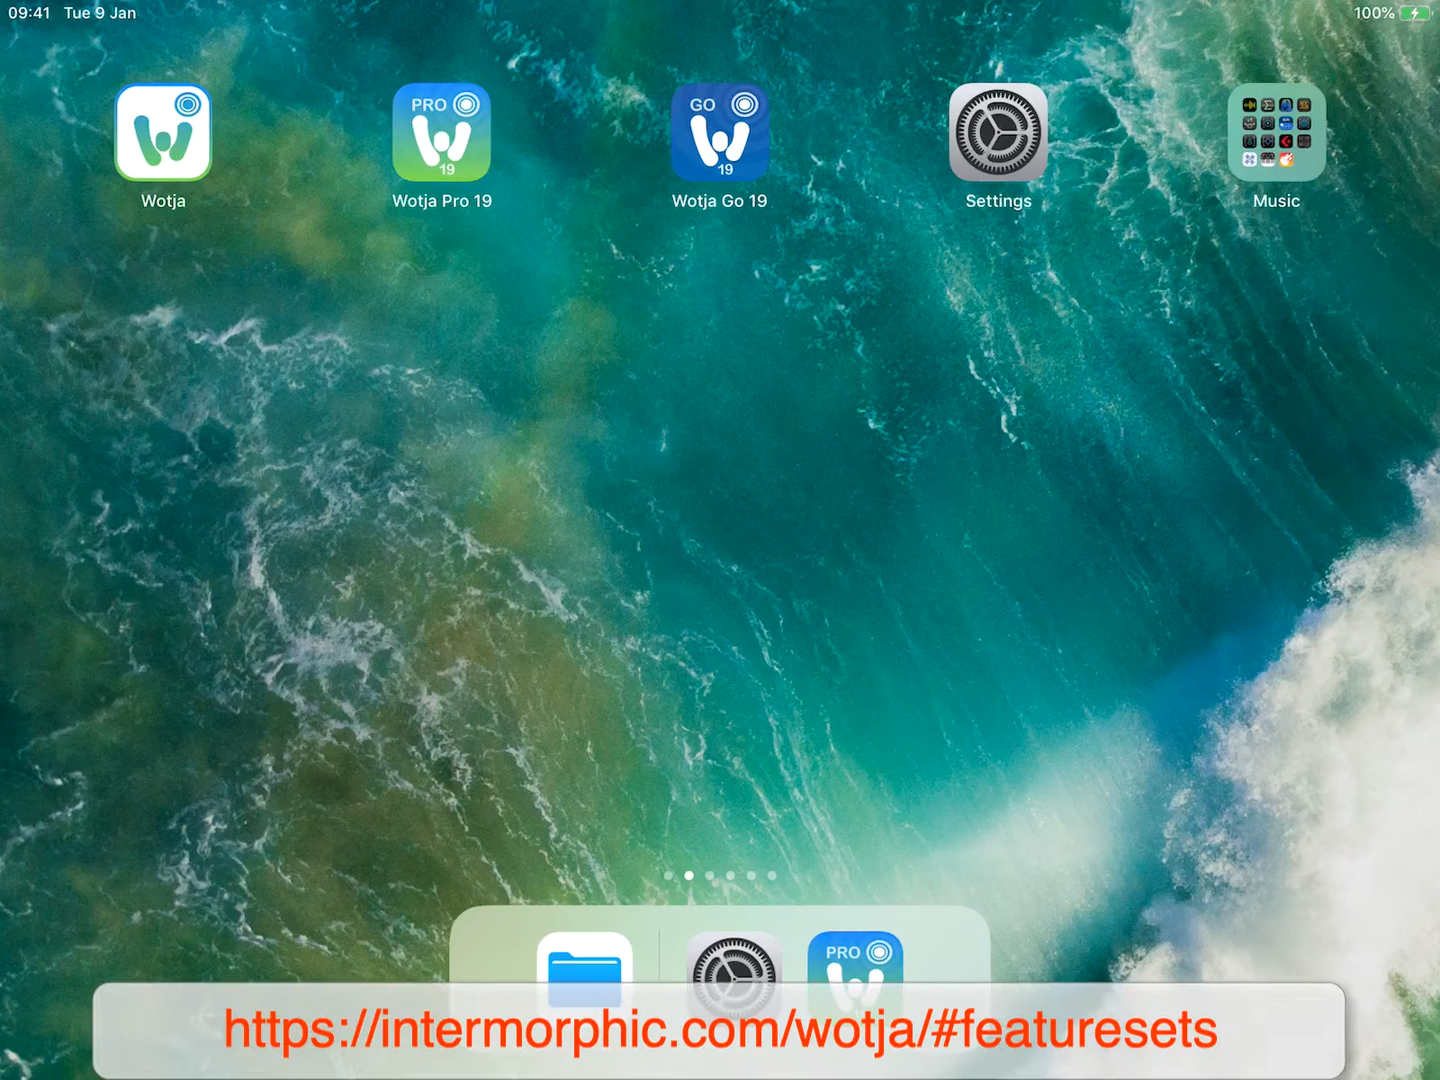 09:41 Tue 9 Jan 100%
PRO GO
19 19
Wotja Wotja Pro 19 Wotja Go 19 Settings Music
PRO
https://intermorphic.com/wotja/#featuresets